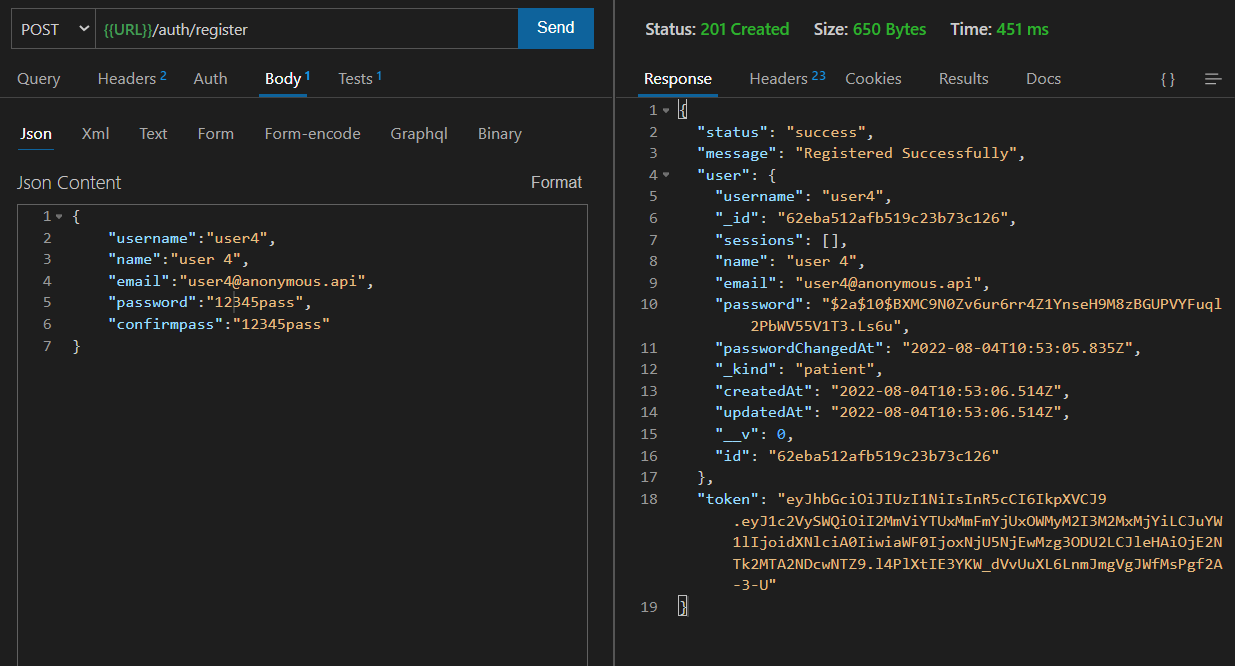 POST {{URL}}/auth/register Send
Query Headers 2 Auth Body 1 Tests 1
Json Xml Text Form Form-encode Graphql Binary
Json Content Format
1 {
2 "username":"user4",
3 "name":"user 4",
4 "email":"user4@anonymous.api",
5 "password":"12345pass",
6 "confirmpass":"12345pass"
7 }
Status: 201 Created Size: 650 Bytes Time: 451 ms
Response Headers 23 Cookies Results Docs { }
1 {
2 "status": "success",
3 "message": "Registered Successfully",
4 "user": {
5 "username": "user4",
6 "_id": "62eba512afb519c23b73c126",
7 "sessions": [],
8 "name": "user 4",
9 "email": "user4@anonymous.api",
10 "password": "$2a$10$BXMC9N0Zv6ur6rr4Z1YnseH9M8zBGUPVYFuql
2PbWV55V1T3.Ls6u",
11 "passwordChangedAt": "2022-08-04T10:53:05.835Z",
12 "_kind": "patient",
13 "createdAt": "2022-08-04T10:53:06.514Z",
14 "updatedAt": "2022-08-04T10:53:06.514Z",
15 "__v": 0,
16 "id": "62eba512afb519c23b73c126"
17 },
18 "token": "eyJhbGciOiJIUzI1NiIsInR5cCI6IkpXVCJ9
.eyJ1c2VySWQiOiI2MmViYTUxMmFmYjUxOWMyM2I3M2MxMjYiLCJuYW
1lIjoidXNlciA0IiwiaWF0IjoxNjU5NjEwMzg3ODU2LCJleHAiOjE2N
Tk2MTA2NDcwNTZ9.l4PlXtIE3YKW_dVvUuXL6LnmJmgVgJWfMsPgf2A
-3-U"
19 }